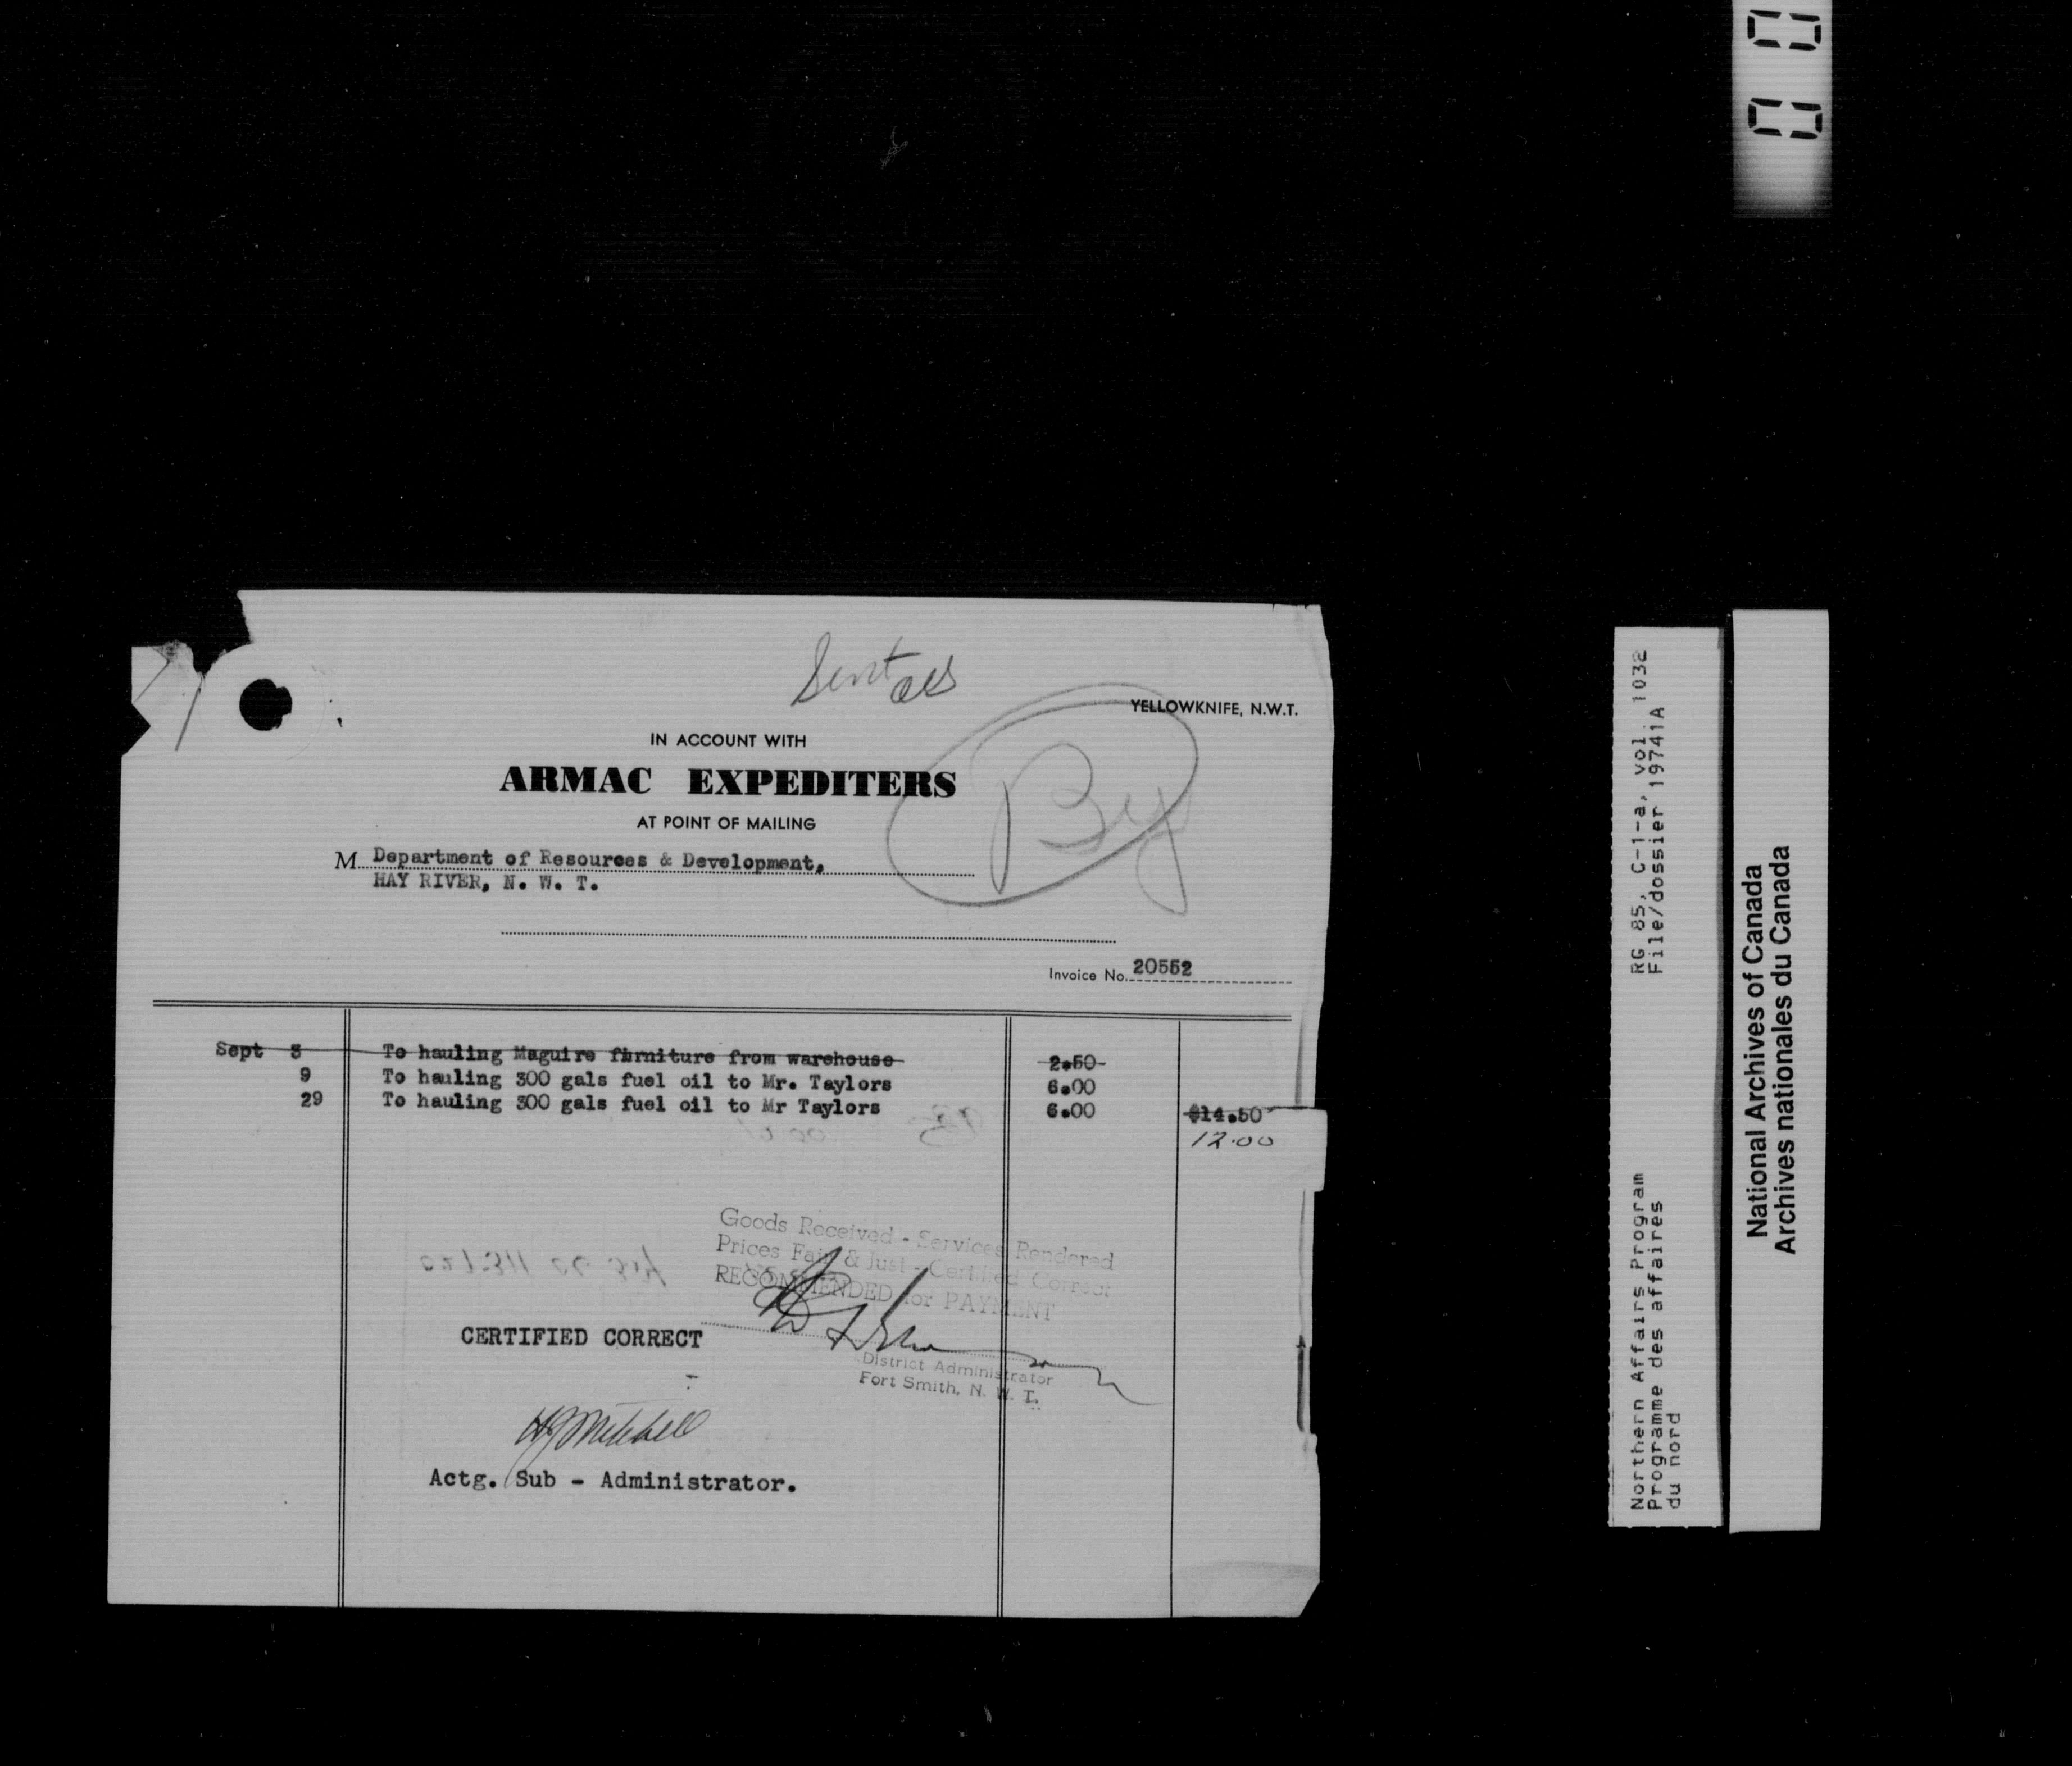 Sent
YELLOWKNIFE, N.W.T.
IN ACCOUNT WITH
ARMAC EXPEDITERS
By
AT POINT OF MAILING
M Department of Resources & Development,
HAY RIVER, N. W. T.
Invoice No. 20552
Sept 3 To hauling Maguire furniture from warehouse 2.50
9 To hauling 300 gals fuel oil to Mr. Taylors 6.00
29 To hauling 300 gals fuel oil to Mr Taylors 6.00 $14.50
12.00
Goods Received - Services Rendered
Prices Fair & Just - Certified Correct
RECOMMENDED for PAYMENT
CERTIFIED CORRECT
District Administrator
Fort Smith, N. W. T.
HJ Mitchell
Actg. Sub - Administrator.
RG 85, C-1-a, vol. 1032
File/dossier 19741A
Northern Affairs Program
Programme des affaires
du nord
National Archives of Canada
Archives nationales du Canada